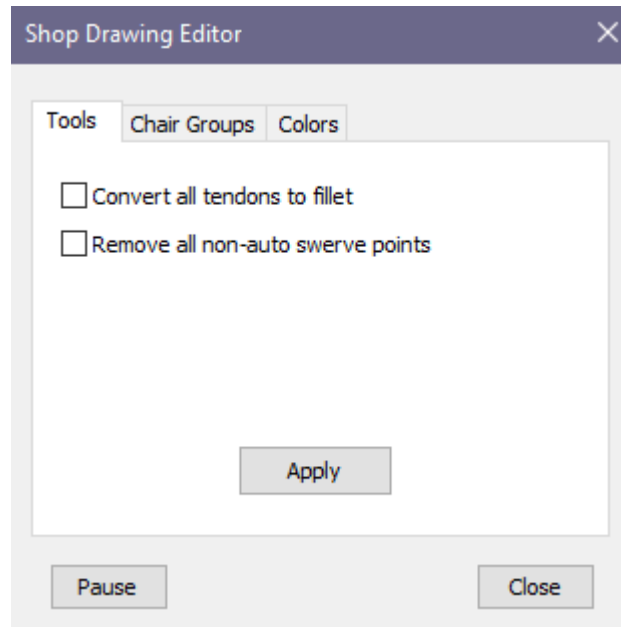 Shop Drawing Editor
Tools Chair Groups Colors
Convert all tendons to fillet
Remove all non-auto swerve points
Apply
Pause Close